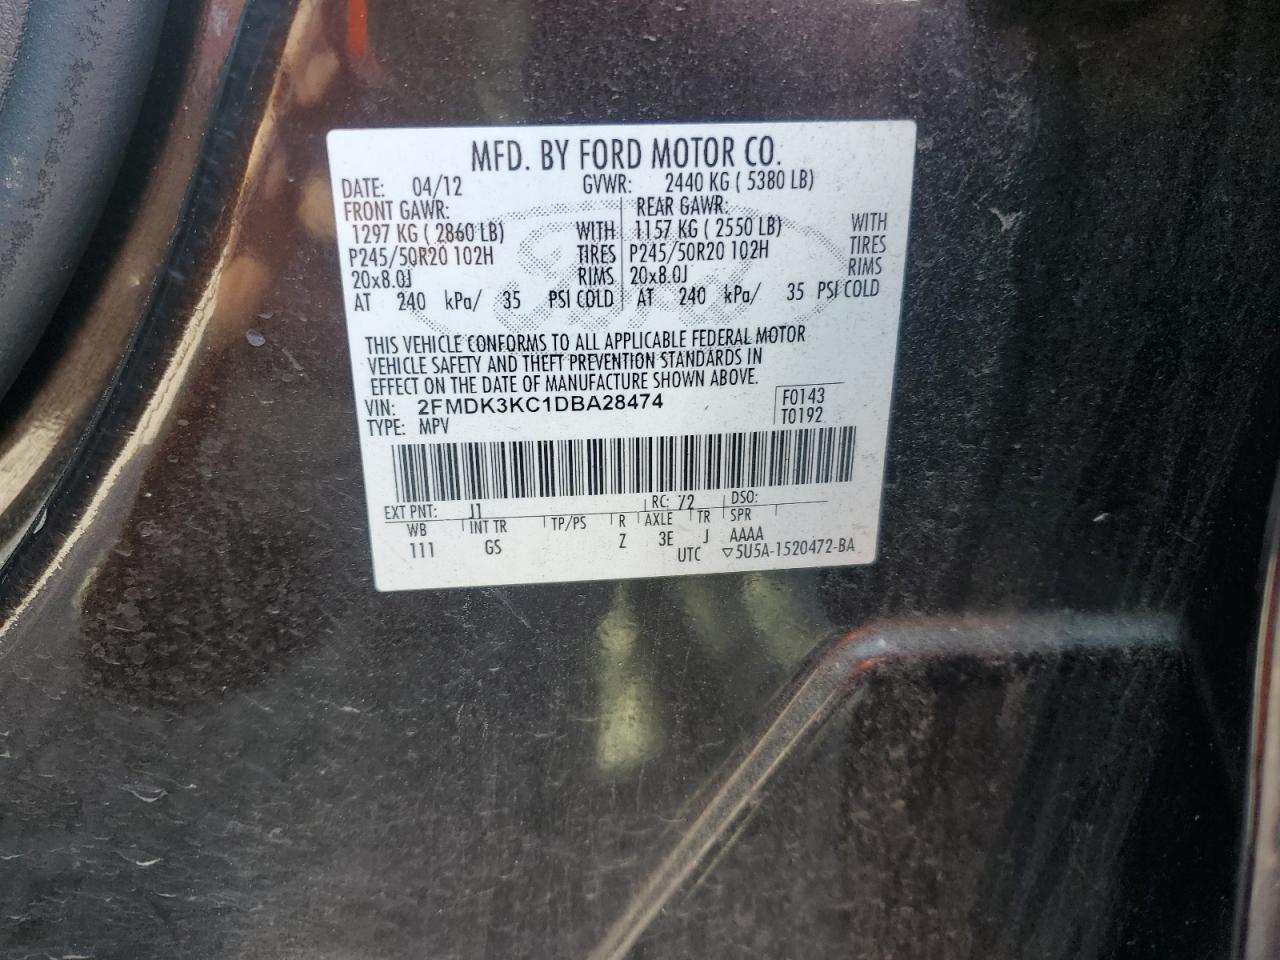 MFD. BY FORD MOTOR CO.
DATE: 04/12 GVWR: 2440 KG ( 5380 LB)
FRONT GAWR: REAR GAWR:
1297 KG ( 2860 LB) WITH 1157 KG ( 2550 LB) WITH
P245/50R20 102H TIRES P245/50R20 102H TIRES
20x8.0J RIMS 20x8.0J RIMS
AT 240 kPa/ 35 PSI COLD AT 240 kPa/ 35 PSI COLD
THIS VEHICLE CONFORMS TO ALL APPLICABLE FEDERAL MOTOR
VEHICLE SAFETY AND THEFT PREVENTION STANDARDS IN
EFFECT ON THE DATE OF MANUFACTURE SHOWN ABOVE.
VIN: 2FMDK3KC1DBA28474 F0143
TYPE: MPV T0192
EXT PNT: J1 RC: 72 DSO:
WB INT TR TP/PS R AXLE TR SPR
111 GS Z 3E J AAAA
UTC ▽5U5A-1520472-BA